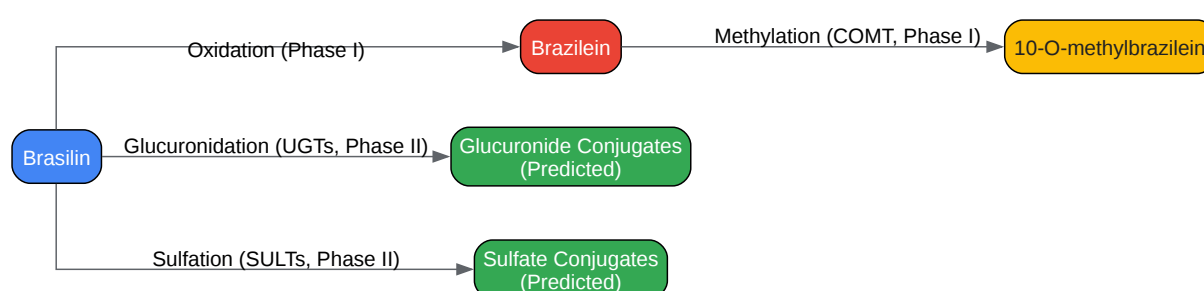 Oxidation (Phase I)
Brazilein
Methylation (COMT, Phase I)
10-O-methylbrazilein
Brasilin
Glucuronidation (UGTs, Phase II)
Glucuronide Conjugates
(Predicted)
Sulfation (SULTs, Phase II)
Sulfate Conjugates
(Predicted)